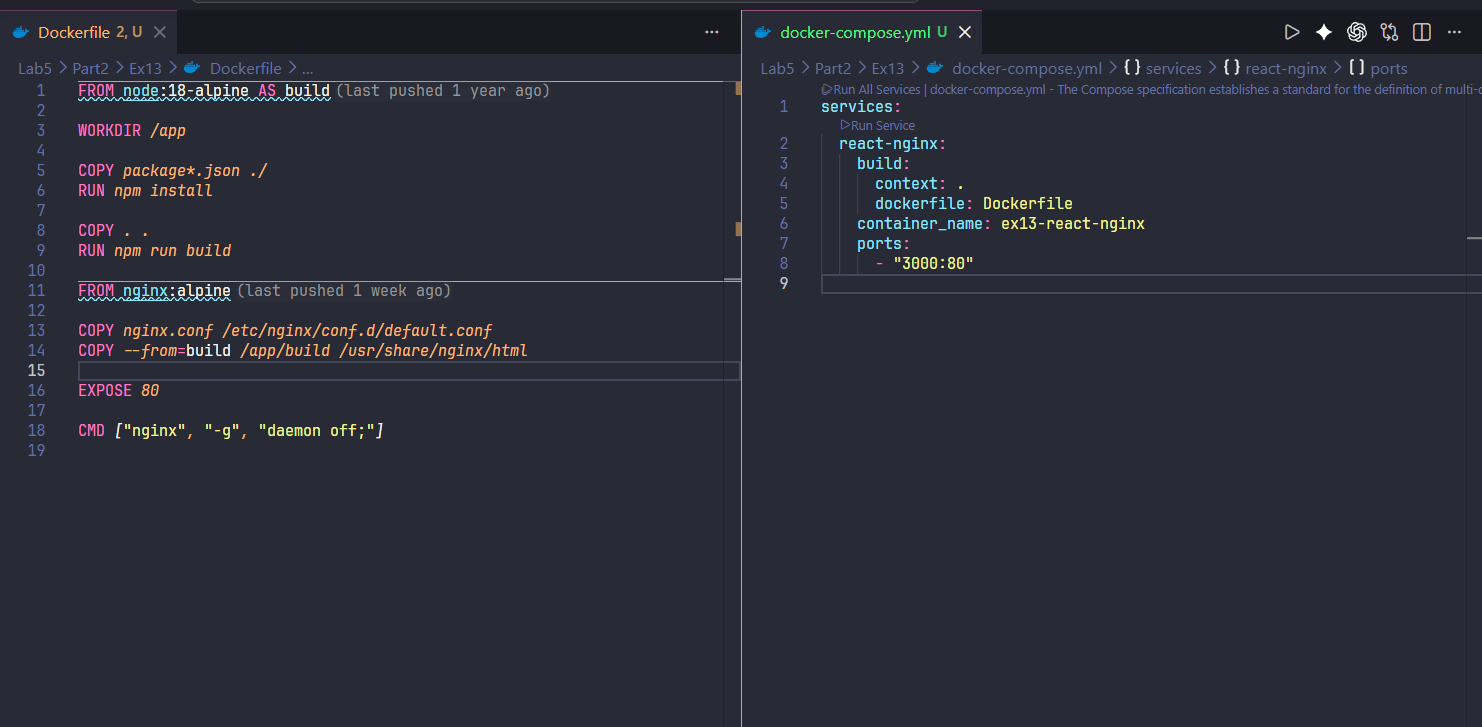 Dockerfile 2, U
Lab5 > Part2 > Ex13 > Dockerfile > ...
1 FROM node:18-alpine AS build (last pushed 1 year ago)
2
3 WORKDIR /app
4
5 COPY package*.json ./
6 RUN npm install
7
8 COPY . .
9 RUN npm run build
10
11 FROM nginx:alpine (last pushed 1 week ago)
12
13 COPY nginx.conf /etc/nginx/conf.d/default.conf
14 COPY --from=build /app/build /usr/share/nginx/html
15
16 EXPOSE 80
17
18 CMD ["nginx", "-g", "daemon off;"]
19
docker-compose.yml U
Lab5 > Part2 > Ex13 > docker-compose.yml > {} services > {} react-nginx > [] ports
Run All Services | docker-compose.yml - The Compose specification establishes a standard for the definition of
1 services:
Run Service
2 react-nginx:
3 build:
4 context: .
5 dockerfile: Dockerfile
6 container_name: ex13-react-nginx
7 ports:
8 - "3000:80"
9